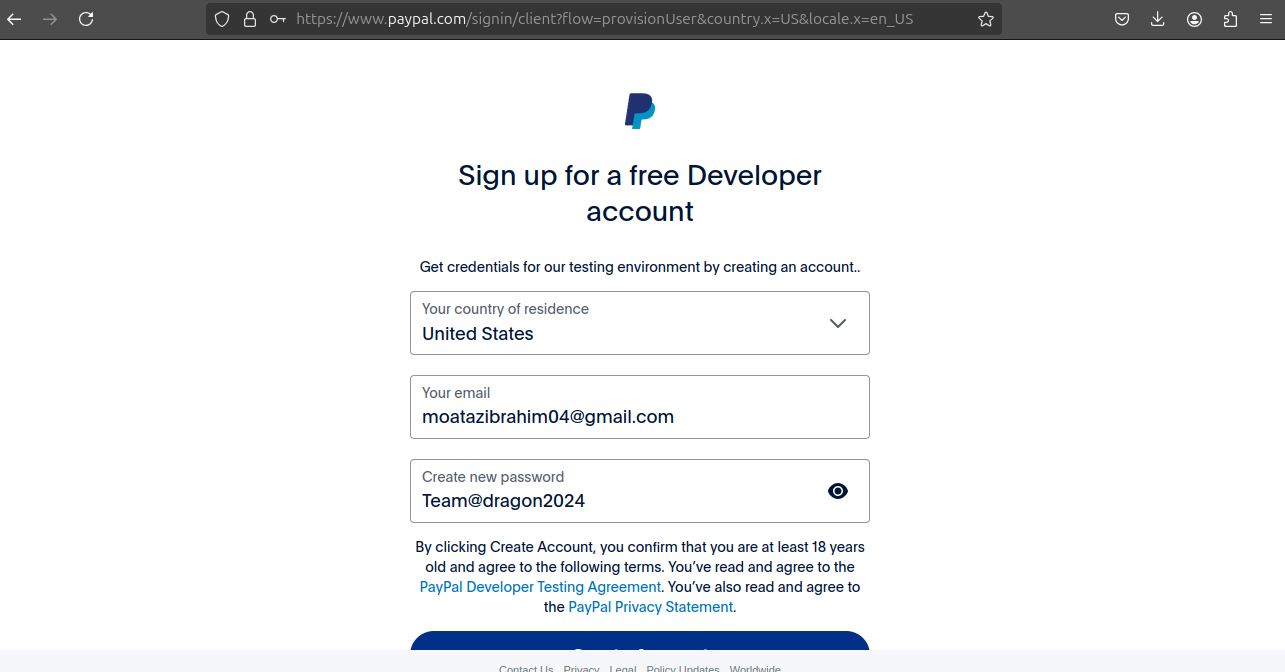 https://www.paypal.com/signin/client?flow=provisionUser&country.x=US&locale.x=en_US
Sign up for a free Developer
account
Get credentials for our testing environment by creating an account..
Your country of residence
United States
Your email
moatazibrahim04@gmail.com
Create new password
Team@dragon2024
By clicking Create Account, you confirm that you are at least 18 years
old and agree to the following terms. You’ve read and agree to the
PayPal Developer Testing Agreement. You’ve also read and agree to
the PayPal Privacy Statement.
Contact Us Privacy Legal Policy Updates Worldwide